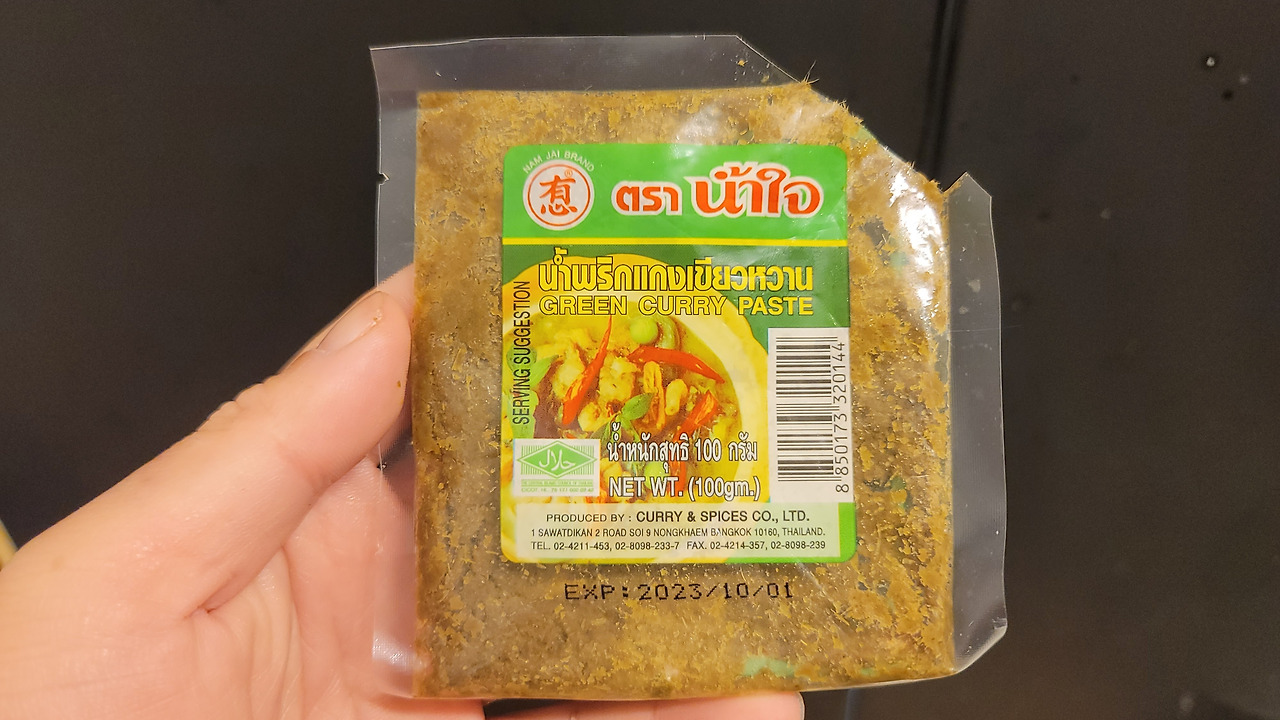 NAM JAI BRAND
®
ตรา น้ำใจ
น้ำพริกแกงเขียวหวาน
GREEN CURRY PASTE
SERVING SUGGESTION
حلال
น้ำหนักสุทธิ 100 กรัม
NET WT. (100gm.)
8 850173 320144
PRODUCED BY : CURRY & SPICES CO., LTD.
1 SAWATDIKAN 2 ROAD SOI 9 NONGKHAEM BANGKOK 10160, THAILAND.
TEL. 02-4211-453, 02-8098-233-7 FAX. 02-4214-357, 02-8098-239
EXP:2023/10/01